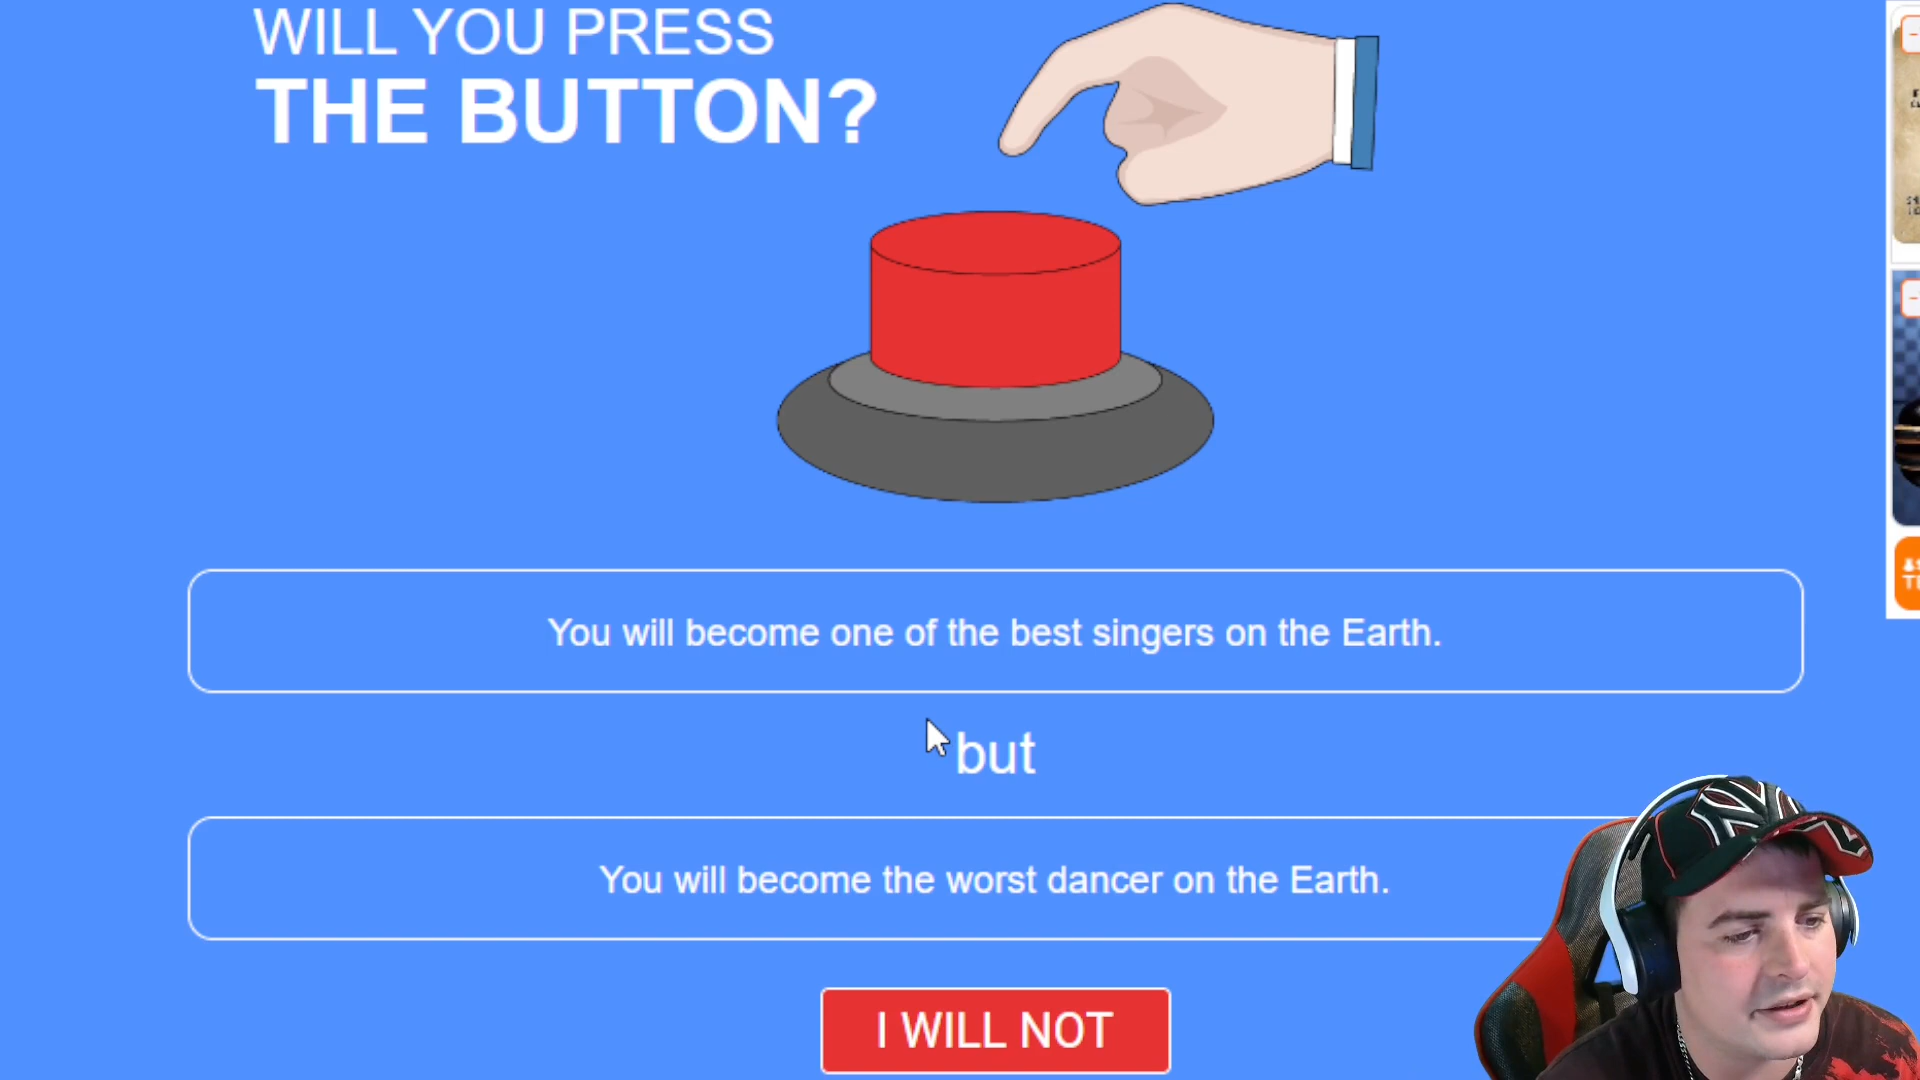 WILL YOU PRESS
THE BUTTON?
You will become one of the best singers on the Earth.
but
You will become the worst dancer on the Earth.
I WILL NOT